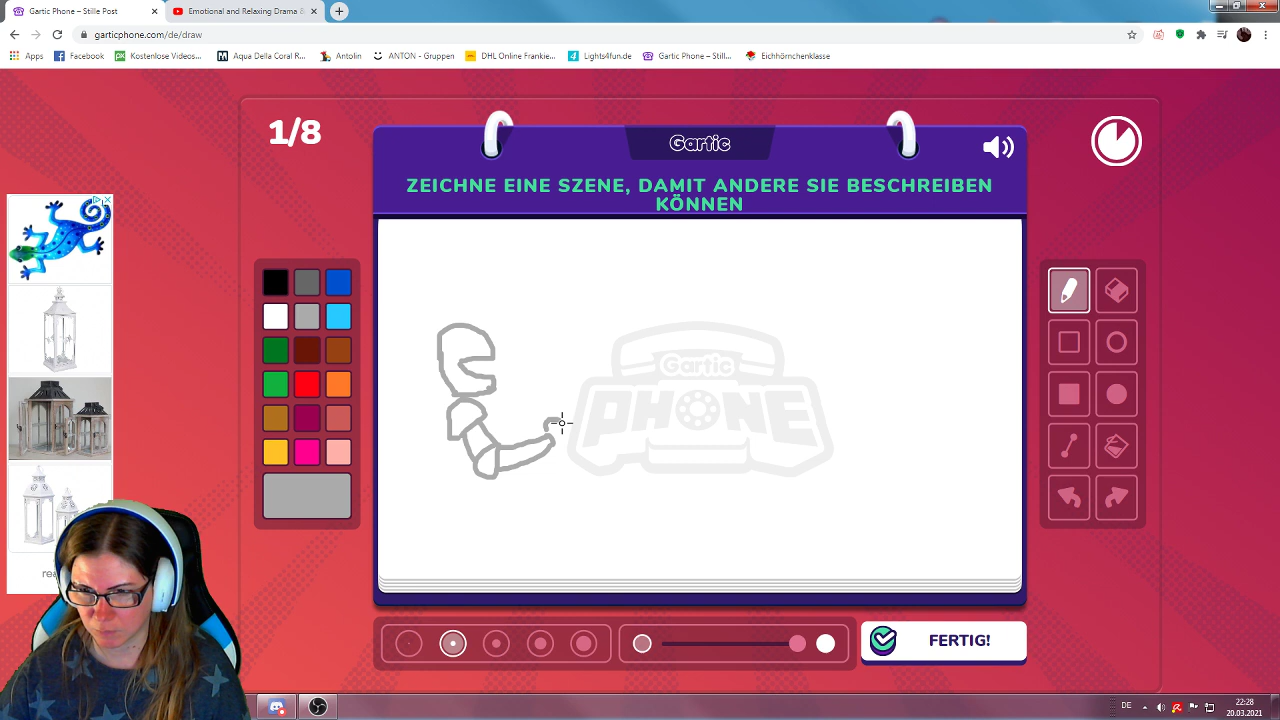 Gartic Phone – Stille Post
Emotional and Relaxing Drama &
garticphone.com/de/draw
Apps
Facebook
Kostenlose Videos...
Aqua Della Coral R...
Antolin
ANTON - Gruppen
DHL Online Frankie...
Lights4fun.de
Gartic Phone – Still...
Eichhörnchenklasse
1/8
Gartic
ZEICHNE EINE SZENE, DAMIT ANDERE SIE BESCHREIBEN
KÖNNEN
Gartic
PHONE
FERTIG!
DE
22:28
20.03.2021